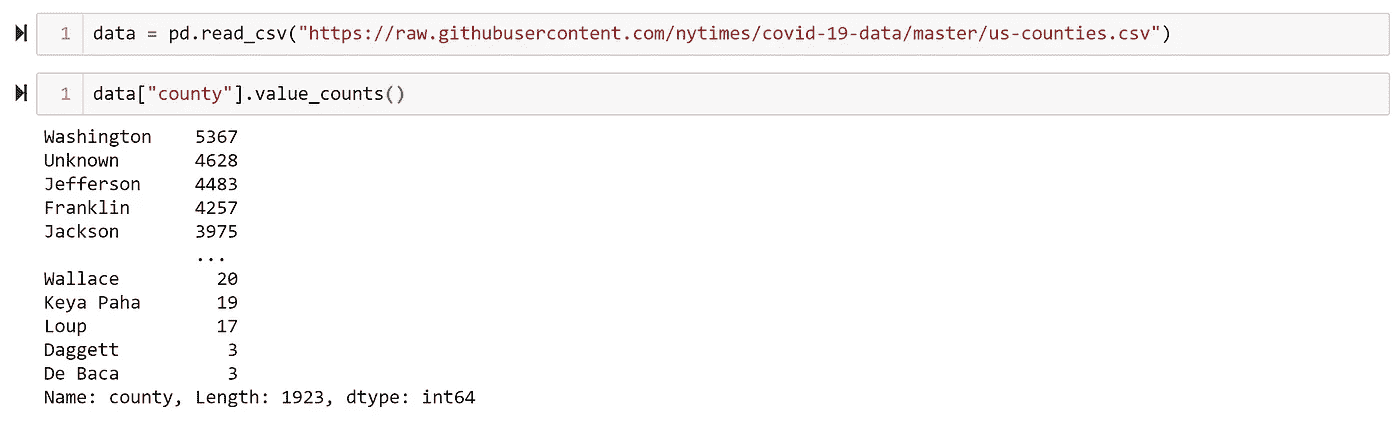 1 data = pd.read_csv("https://raw.githubusercontent.com/nytimes/covid-19-data/master/us-counties.csv")
1 data["county"].value_counts()
Washington 5367
Unknown 4628
Jefferson 4483
Franklin 4257
Jackson 3975
...
Wallace 20
Keya Paha 19
Loup 17
Daggett 3
De Baca 3
Name: county, Length: 1923, dtype: int64